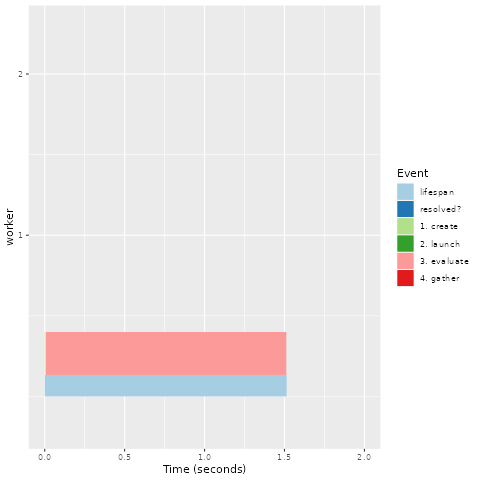 2
1
worker
0.0 0.5 1.0 1.5 2.0
Time (seconds)
Event
lifespan
resolved?
1. create
2. launch
3. evaluate
4. gather